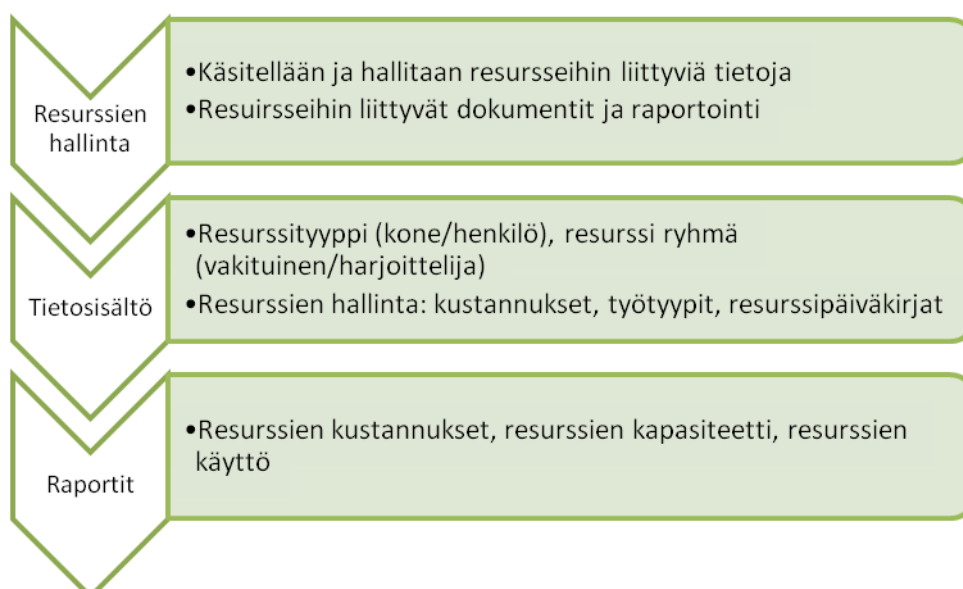 Resurssien
hallinta
•Käsitellään ja hallitaan resursseihin liittyviä tietoja
•Resuirsseihin liittyvät dokumentit ja raportointi
Tietosisältö
•Resurssityyppi (kone/henkilö), resurssi ryhmä
(vakituinen/harjoittelija)
•Resurssien hallinta: kustannukset, työtyypit, resurssipäiväkirjat
Raportit
•Resurssien kustannukset, resurssien kapasiteetti, resurssien
käyttö